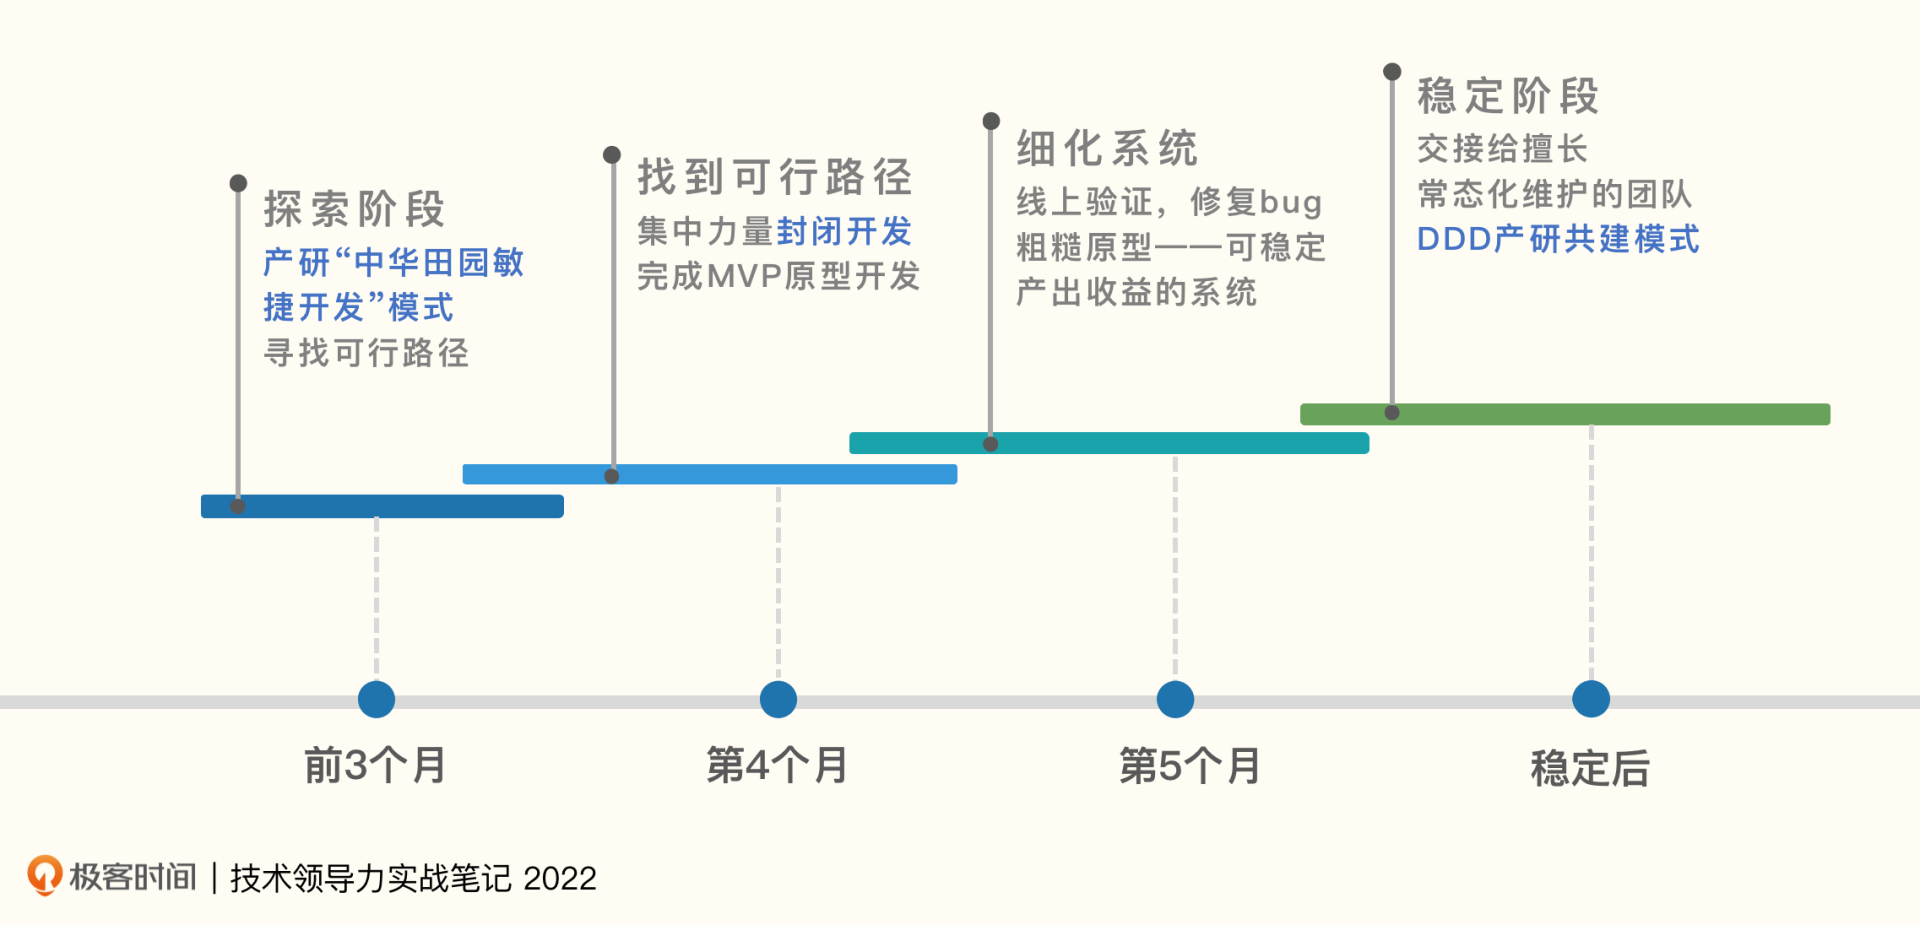 探索阶段
产研“中华田园敏
捷开发”模式
寻找可行路径
找到可行路径
集中力量封闭开发
完成MVP原型开发
细化系统
线上验证，修复bug
粗糙原型——可稳定
产出收益的系统
稳定阶段
交接给擅长
常态化维护的团队
DDD产研共建模式
前3个月
第4个月
第5个月
稳定后
极客时间 | 技术领导力实战笔记 2022